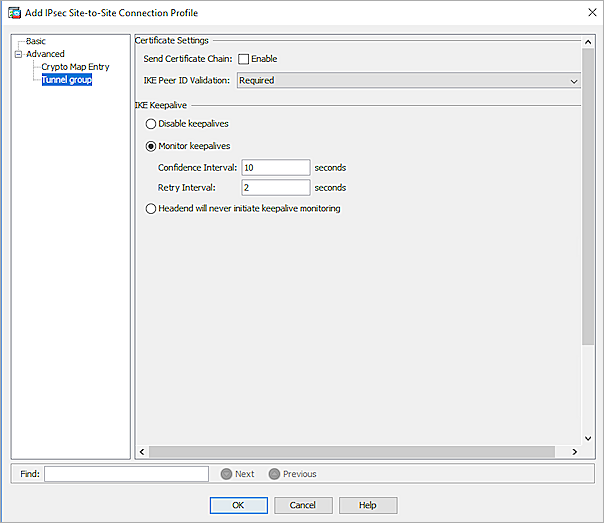 Add IPsec Site-to-Site Connection Profile
Basic
Advanced
Crypto Map Entry
Tunnel group
Certificate Settings
Send Certificate Chain: Enable
IKE Peer ID Validation: Required
IKE Keepalive
Disable keepalives
Monitor keepalives
Confidence Interval: 10 seconds
Retry Interval: 2 seconds
Headend will never initiate keepalive monitoring
Find: Next Previous
OK Cancel Help